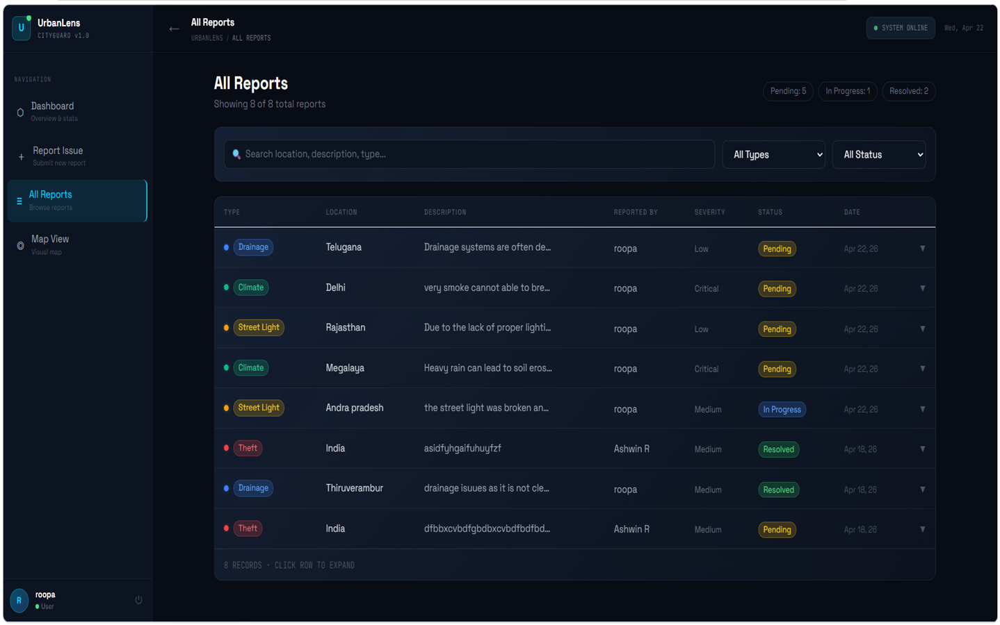 U
UrbanLens
CITYGUARD v1.0
←
All Reports
URBANLENS / ALL REPORTS
SYSTEM ONLINE
Wed, Apr 22
NAVIGATION
Dashboard
Overview & stats
+ Report Issue
Submit new report
All Reports
Browse reports
Map View
Visual map
R
roopa
User
All Reports
Showing 8 of 8 total reports
Pending: 5
In Progress: 1
Resolved: 2
Search location, description, type...
All Types
All Status
TYPE LOCATION DESCRIPTION REPORTED BY SEVERITY STATUS DATE
Drainage Telugana Drainage systems are often de... roopa Low Pending Apr 22, 26 ▼
Climate Delhi very smoke cannot able to bre... roopa Critical Pending Apr 22, 26 ▼
Street Light Rajasthan Due to the lack of proper lighti... roopa Low Pending Apr 22, 26 ▼
Climate Megalaya Heavy rain can lead to soil eros... roopa Critical Pending Apr 22, 26 ▼
Street Light Andra pradesh the street light was broken an... roopa Medium In Progress Apr 22, 26 ▼
Theft India asidfyhgaifuhuyfzf Ashwin R Medium Resolved Apr 18, 26 ▼
Drainage Thiruverambur drainage isuues as it is not cle... roopa Medium Resolved Apr 18, 26 ▼
Theft India dfbbxcvbdfgbdbxcvbdfbdfbd... Ashwin R Medium Pending Apr 18, 26 ▼
8 RECORDS · CLICK ROW TO EXPAND